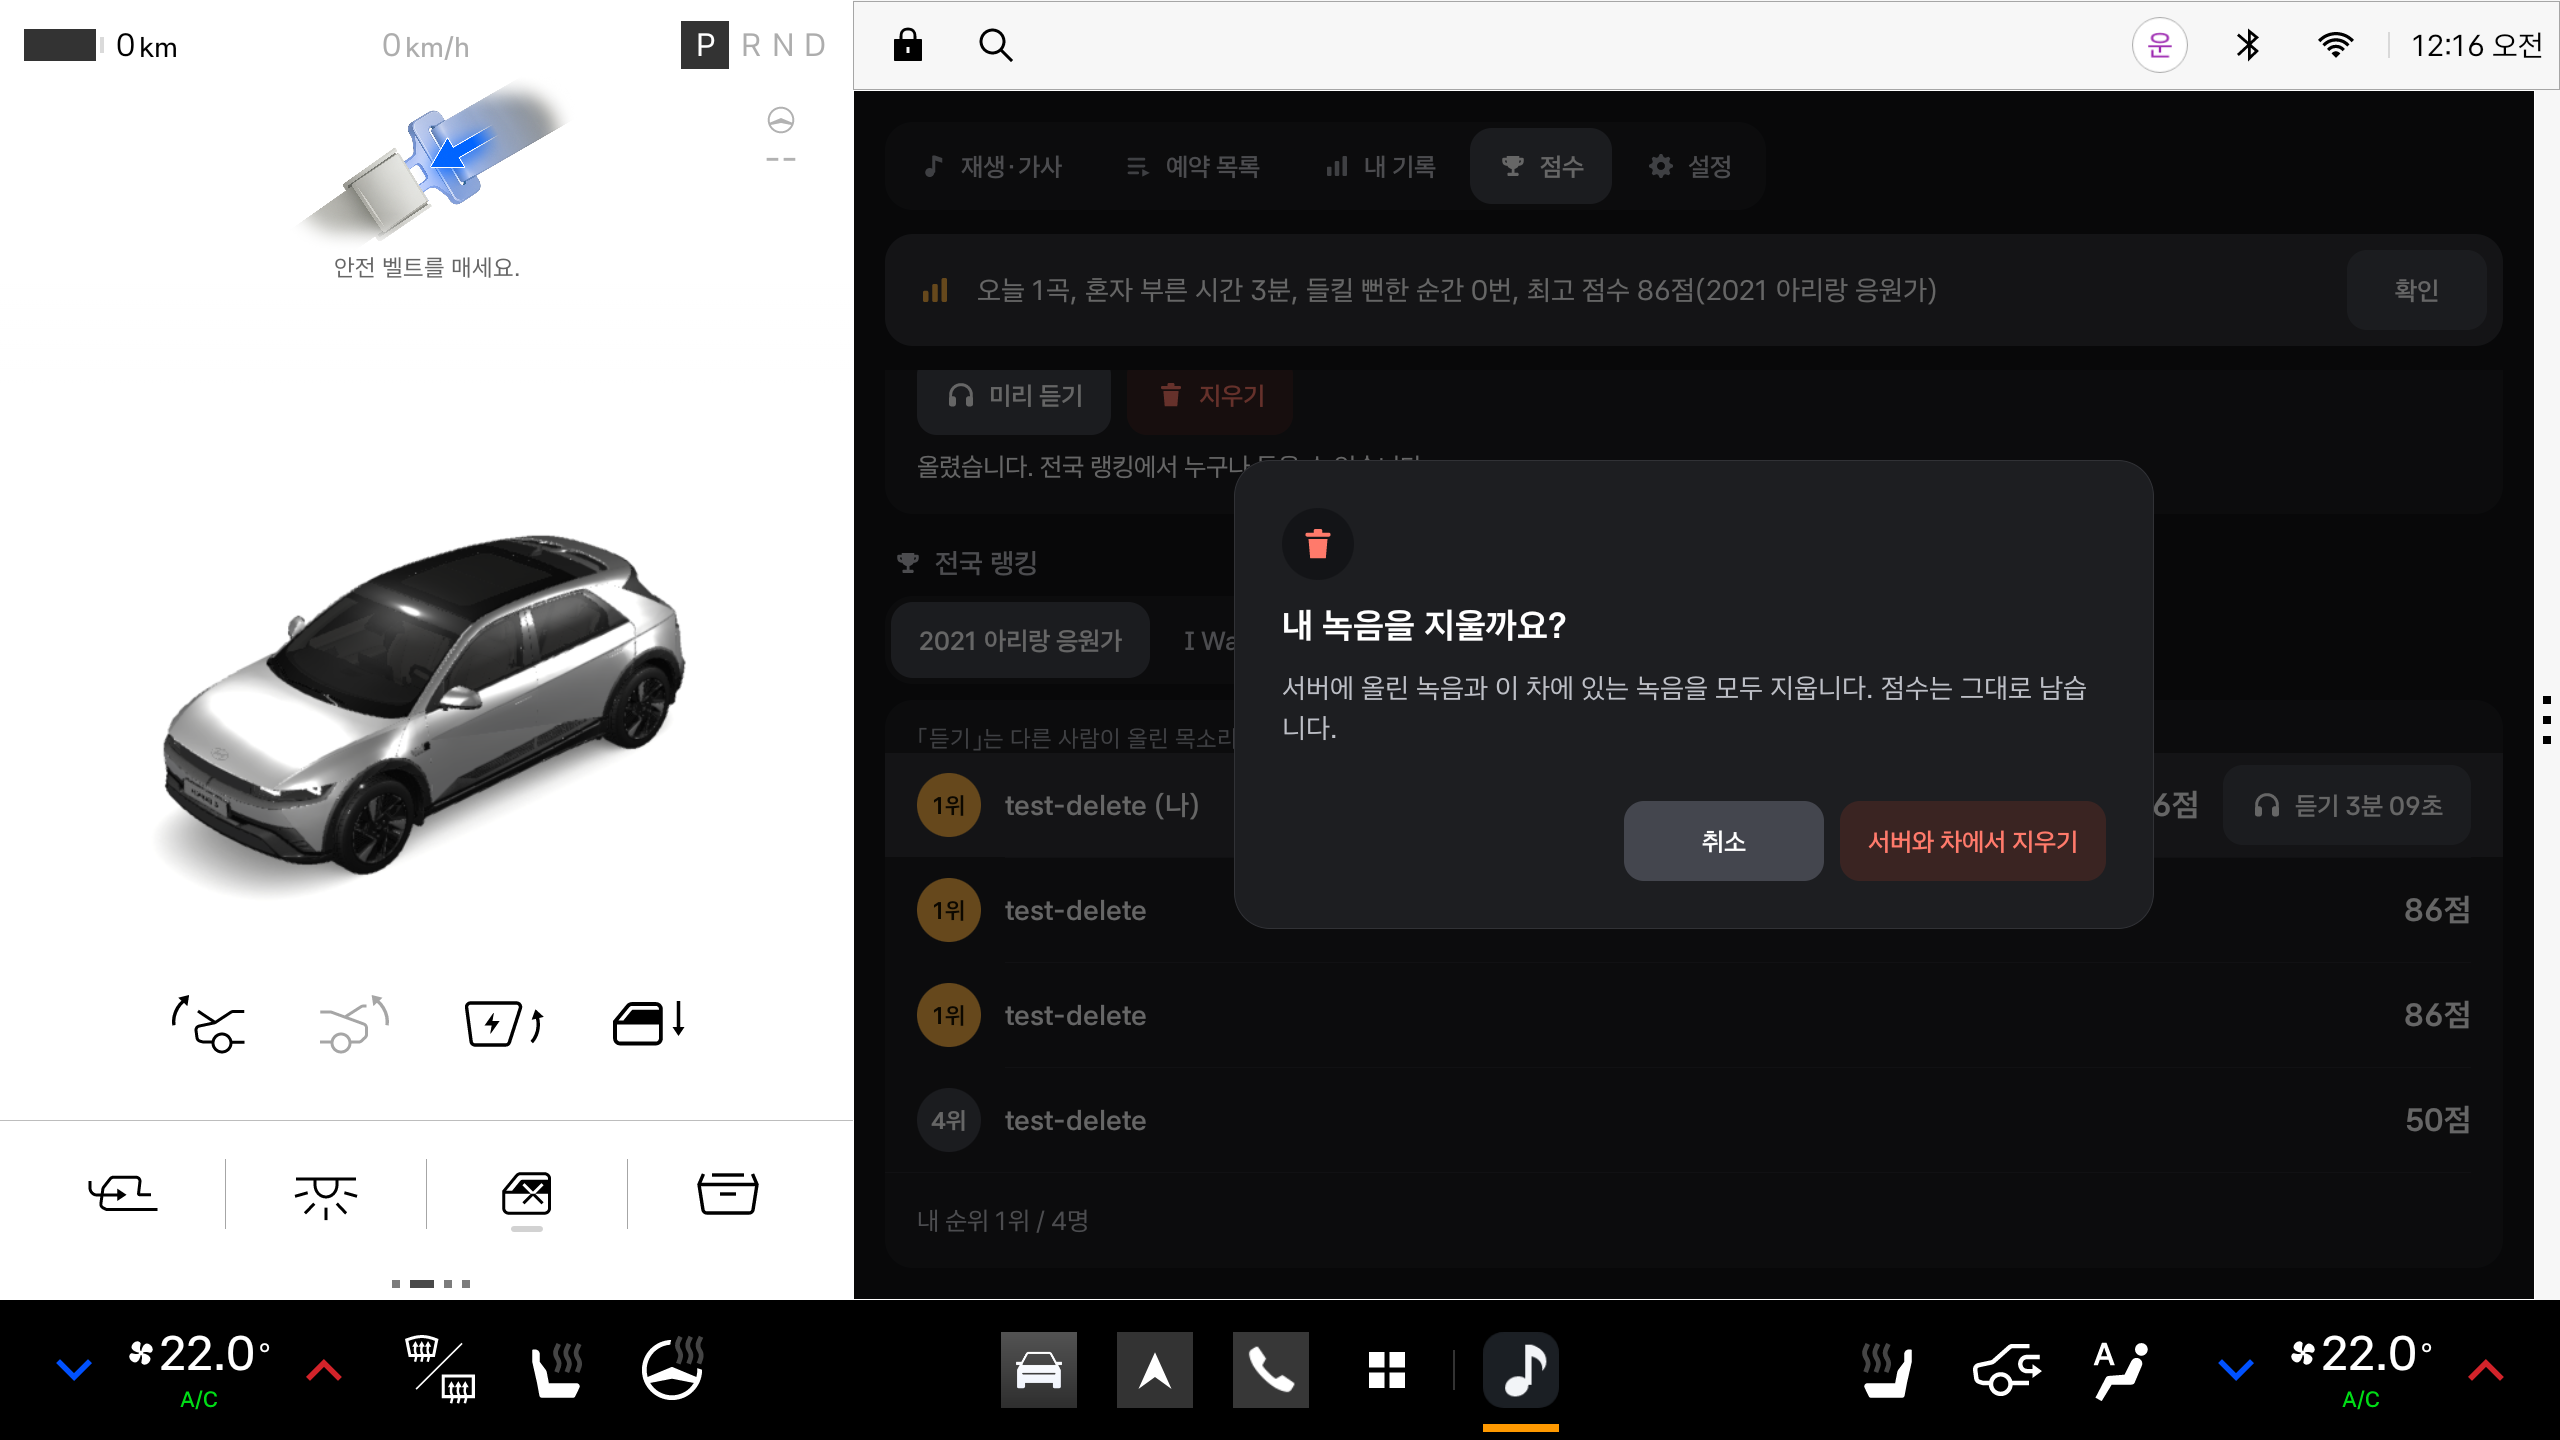 0 km
0 km/h
P R N D
안전 벨트를 매세요.
운
12:16 오전
재생·가사
예약 목록
내 기록
점수
설정
오늘 1곡, 혼자 부른 시간 3분, 들킬 뻔한 순간 0번, 최고 점수 86점(2021 아리랑 응원가)
확인
미리 듣기
지우기
올렸습니다. 전국 랭킹에서 누구나
전국 랭킹
2021 아리랑 응원가
I Wa
내 녹음을 지울까요?
서버에 올린 녹음과 이 차에 있는 녹음을 모두 지웁니다. 점수는 그대로 남습
니다.
취소
서버와 차에서 지우기
「듣기」는 다른 사람이 올린 목소리
1위 test-delete (나) 6점 듣기 3분 09초
1위 test-delete 86점
1위 test-delete 86점
4위 test-delete 50점
내 순위 1위 / 4명
22.0°
A/C
A
22.0°
A/C